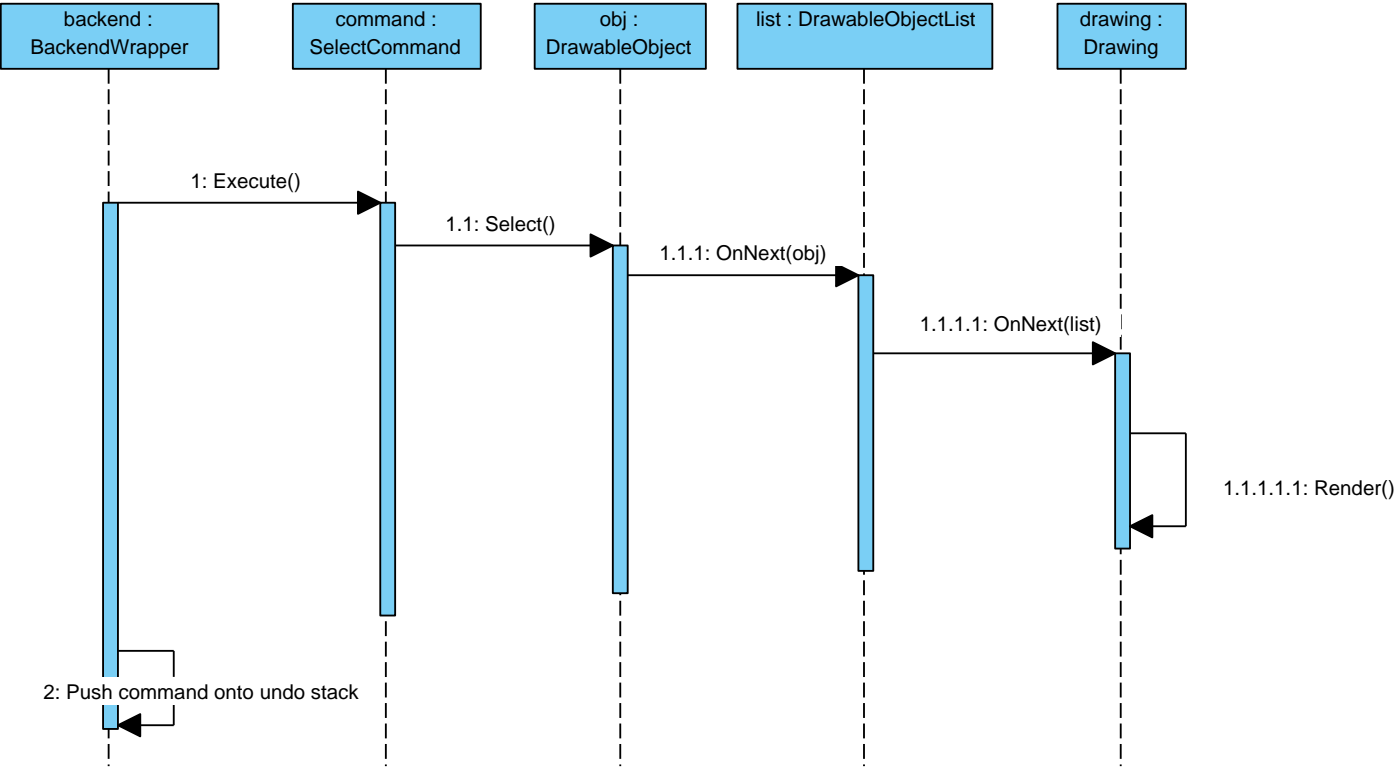 backend :
BackendWrapper
command :
SelectCommand
obj :
DrawableObject
list : DrawableObjectList
drawing :
Drawing
1: Execute()
1.1: Select()
1.1.1: OnNext(obj)
1.1.1.1: OnNext(list)
1.1.1.1.1: Render()
2: Push command onto undo stack